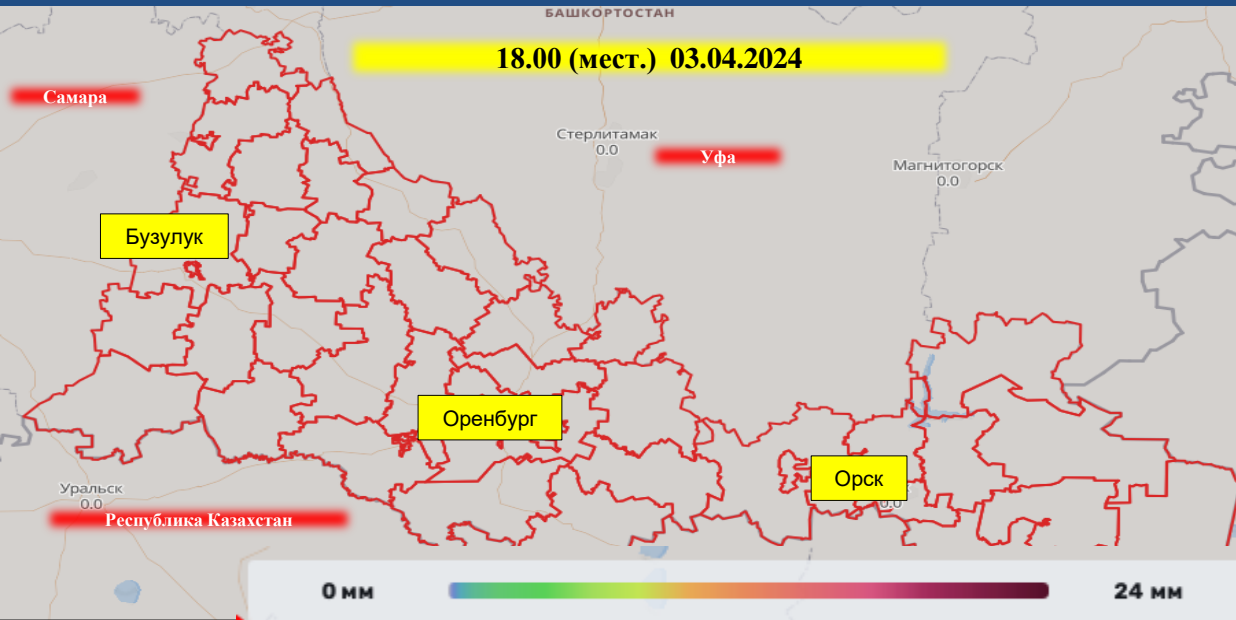 БАШКОРТОСТАН
18.00 (мест.) 03.04.2024
Самара
Стерлитамак
0.0
Уфа
Магнитогорск
0.0
Бузулук
Оренбург
Орск
0.0
Уральск
0.0
Республика Казахстан
0 мм
24 мм